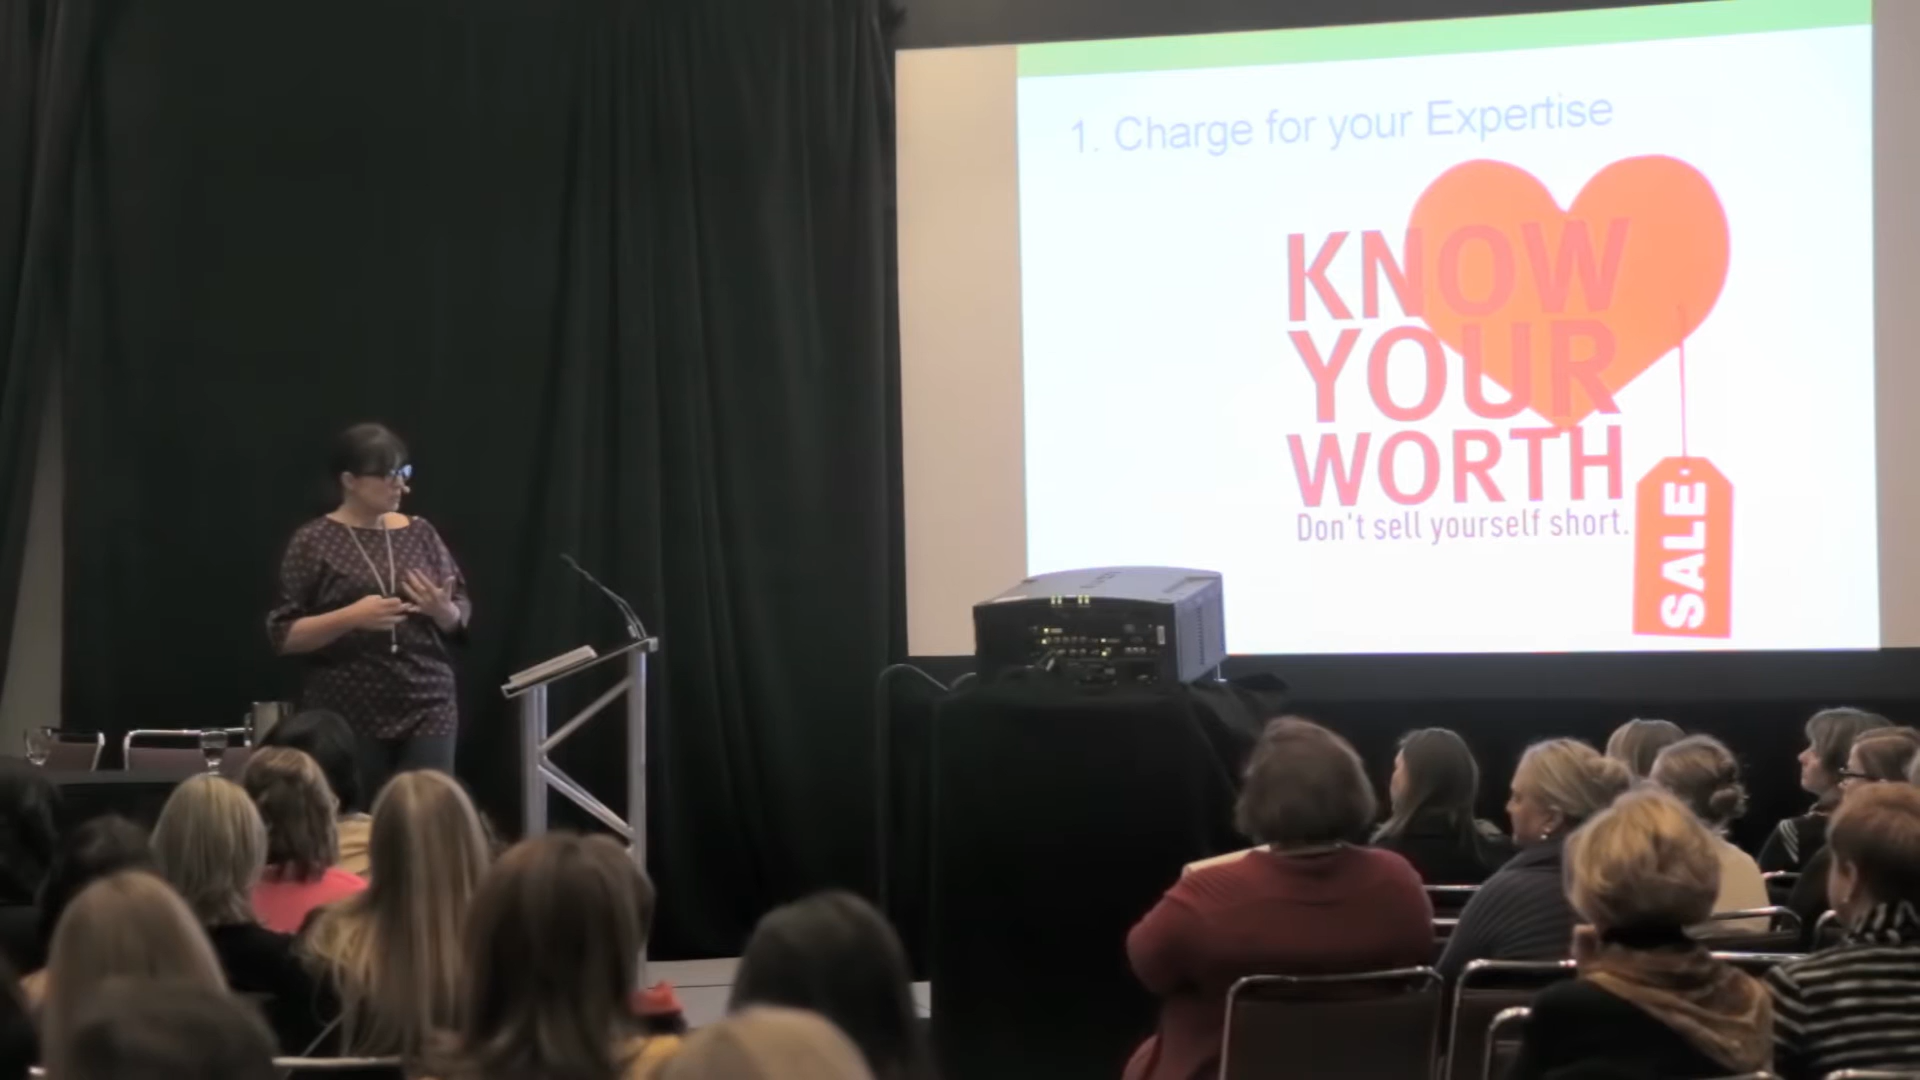 1. Charge for your Expertise
KNOW
YOUR
WORTH
Don't sell yourself short.
SALE